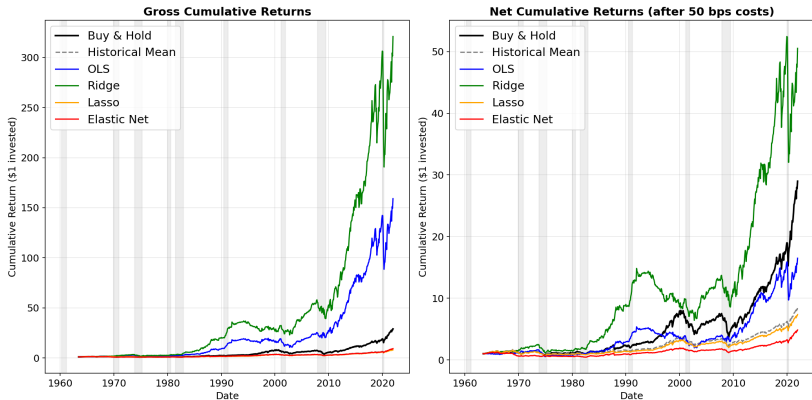 Gross Cumulative Returns
Cumulative Return ($1 invested)
300
250
200
150
100
50
0
Buy & Hold
Historical Mean
OLS
Ridge
Lasso
Elastic Net
1960
1970
1980
1990
2000
2010
2020
Date
Net Cumulative Returns (after 50 bps costs)
Cumulative Return ($1 invested)
50
40
30
20
10
0
Buy & Hold
Historical Mean
OLS
Ridge
Lasso
Elastic Net
1960
1970
1980
1990
2000
2010
2020
Date